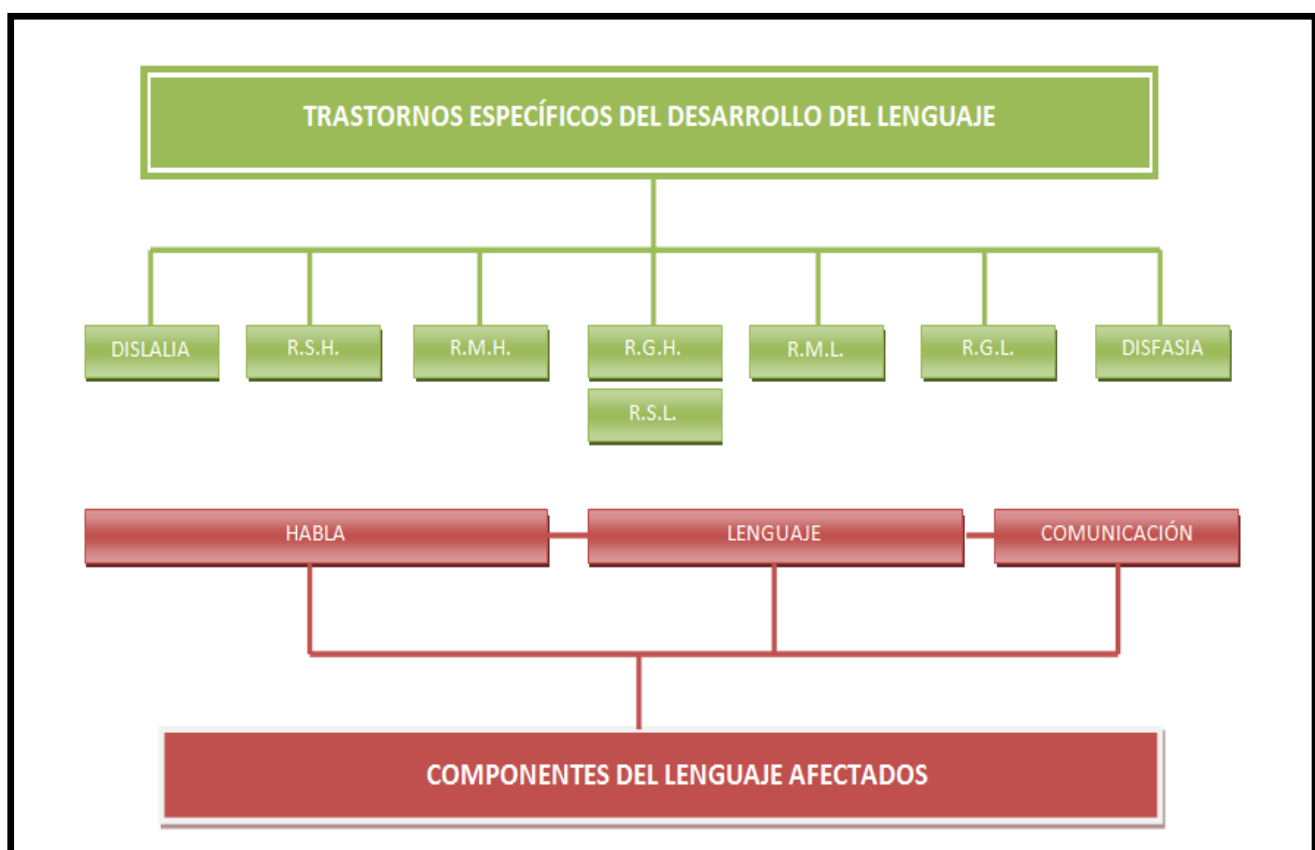 TRASTORNOS ESPECÍFICOS DEL DESARROLLO DEL LENGUAJE
DISLALIA
R.S.H.
R.M.H.
R.G.H.
R.M.L.
R.G.L.
DISFASIA
R.S.L.
HABLA
LENGUAJE
COMUNICACIÓN
COMPONENTES DEL LENGUAJE AFECTADOS